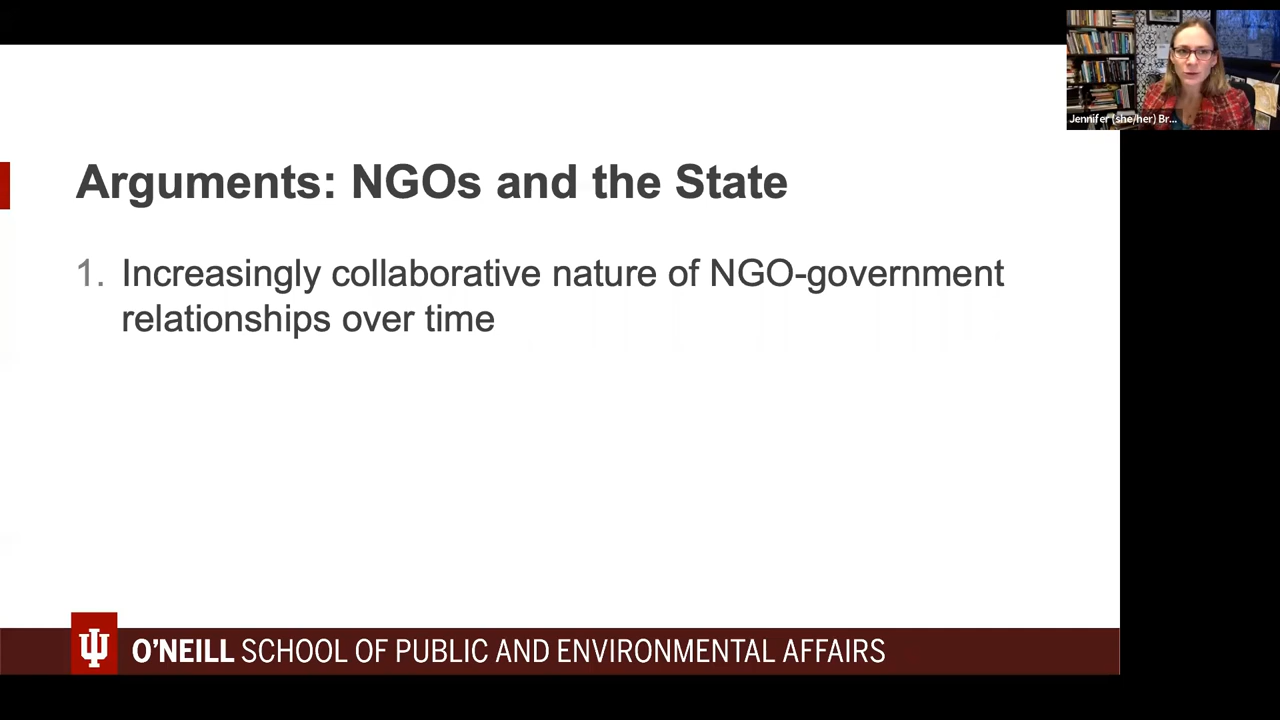 Jennifer (she/her) Br...
Arguments: NGOs and the State
1. Increasingly collaborative nature of NGO-government
relationships over time
O'NEILL SCHOOL OF PUBLIC AND ENVIRONMENTAL AFFAIRS